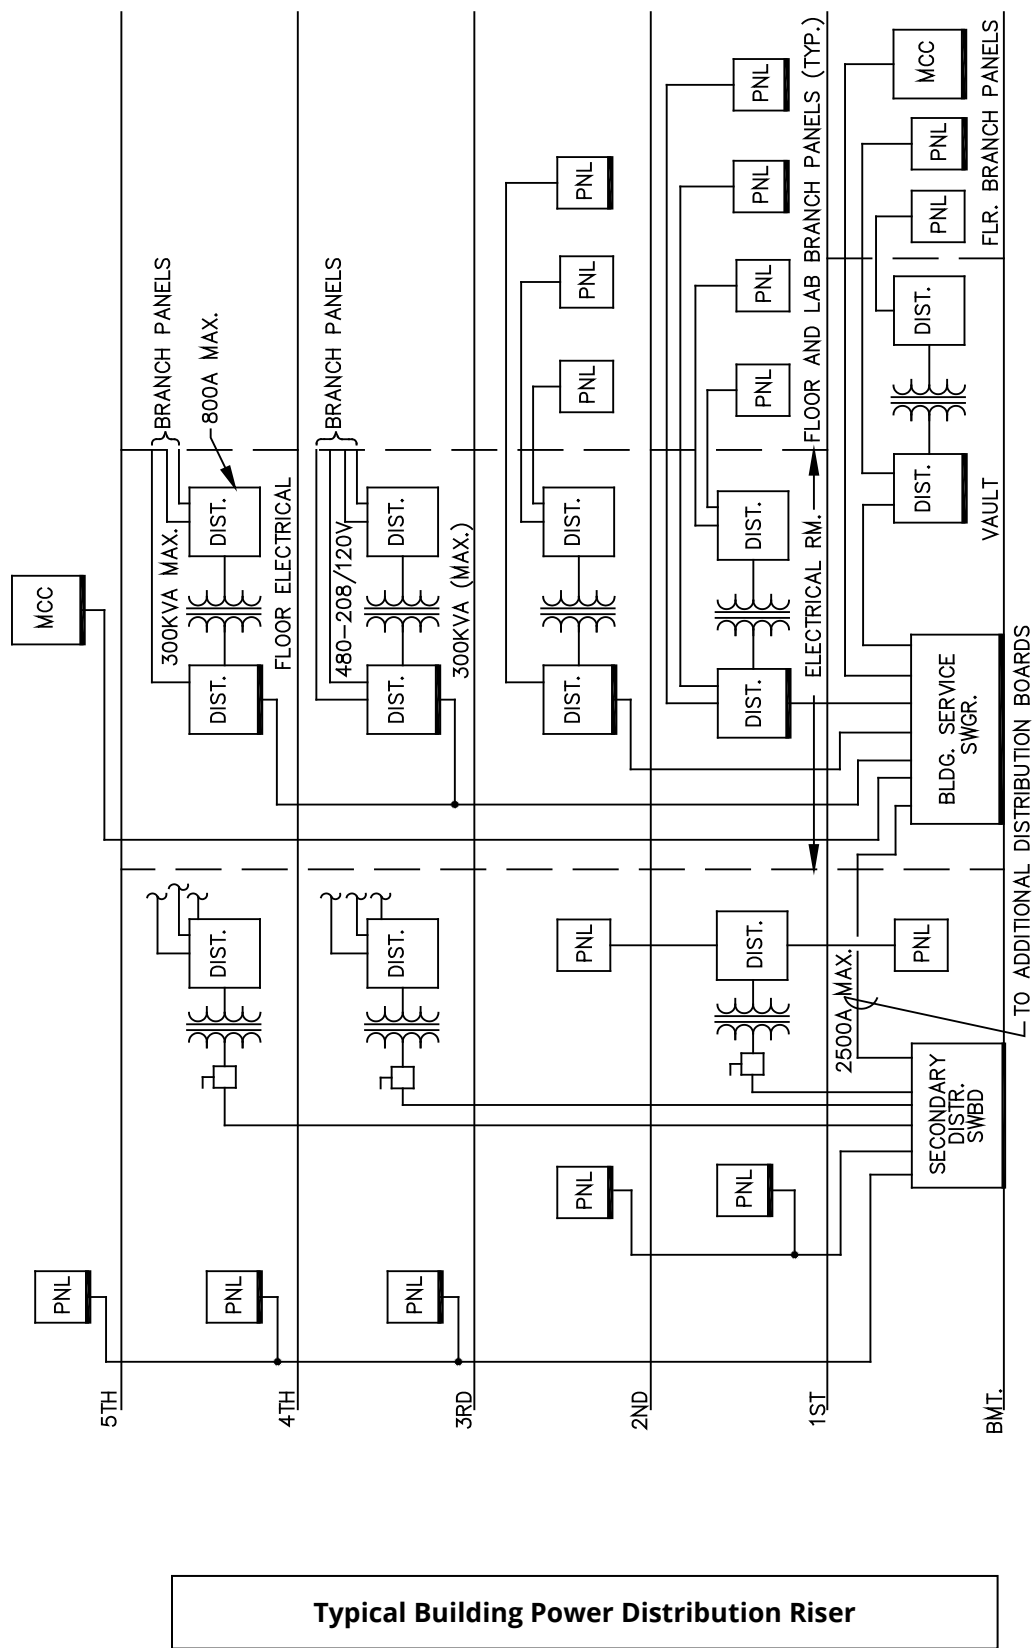 MCC
BRANCH PANELS
800A MAX.
300KVA MAX.
DIST.
DIST.
FLOOR ELECTRICAL
DIST.
PNL
5TH
PNL
4TH
BRANCH PANELS
480-208/120V
DIST.
DIST.
300KVA (MAX.)
DIST.
PNL
3RD
PNL
PNL
PNL
DIST.
DIST.
PNL
PNL
2ND
PNL
PNL
PNL
PNL
DIST.
DIST.
DIST.
PNL
FLOOR AND LAB BRANCH PANELS (TYP.)
ELECTRICAL RM.
1ST
2500A MAX.
MCC
PNL
PNL
DIST.
DIST.
BLDG. SERVICE
SWGR.
PNL
SECONDARY
DISTR.
SWBD
FLR. BRANCH PANELS
VAULT
BMT.
TO ADDITIONAL DISTRIBUTION BOARDS
Typical Building Power Distribution Riser